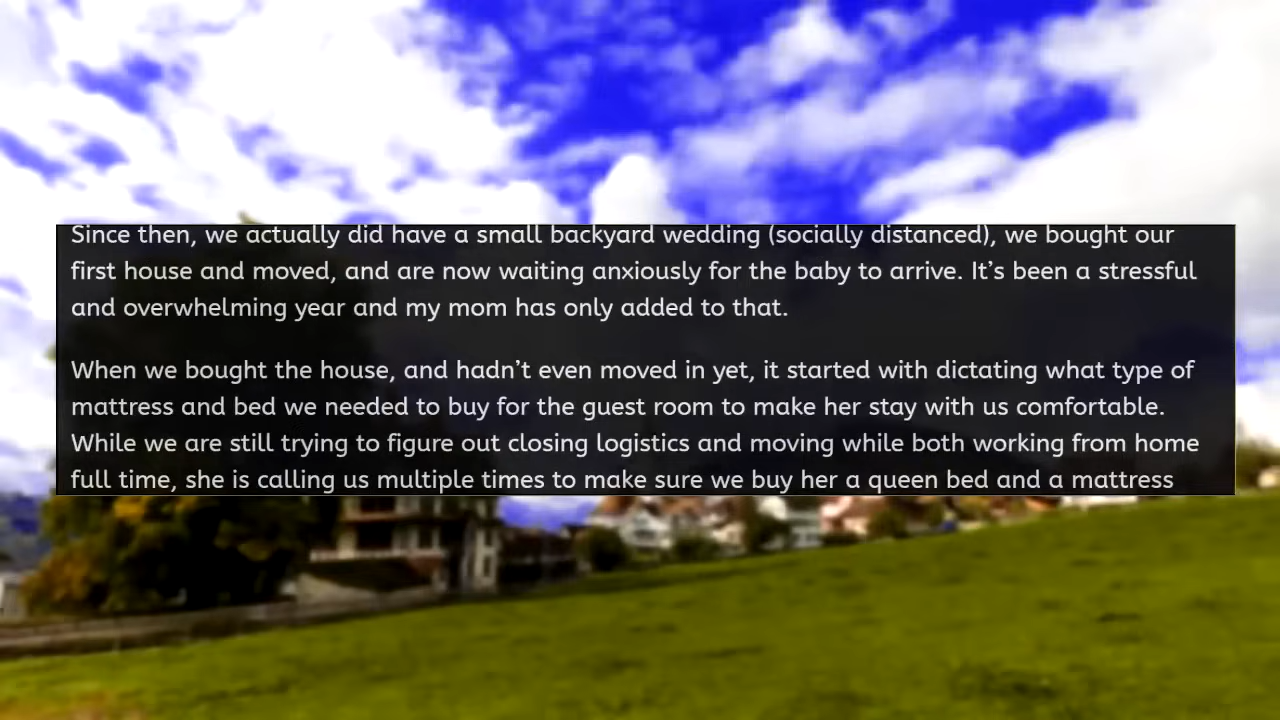 Since then, we actually did have a small backyard wedding (socially distanced), we bought our
first house and moved, and are now waiting anxiously for the baby to arrive. It’s been a stressful
and overwhelming year and my mom has only added to that.
When we bought the house, and hadn’t even moved in yet, it started with dictating what type of
mattress and bed we needed to buy for the guest room to make her stay with us comfortable.
While we are still trying to figure out closing logistics and moving while both working from home
full time, she is calling us multiple times to make sure we buy her a queen bed and a mattress